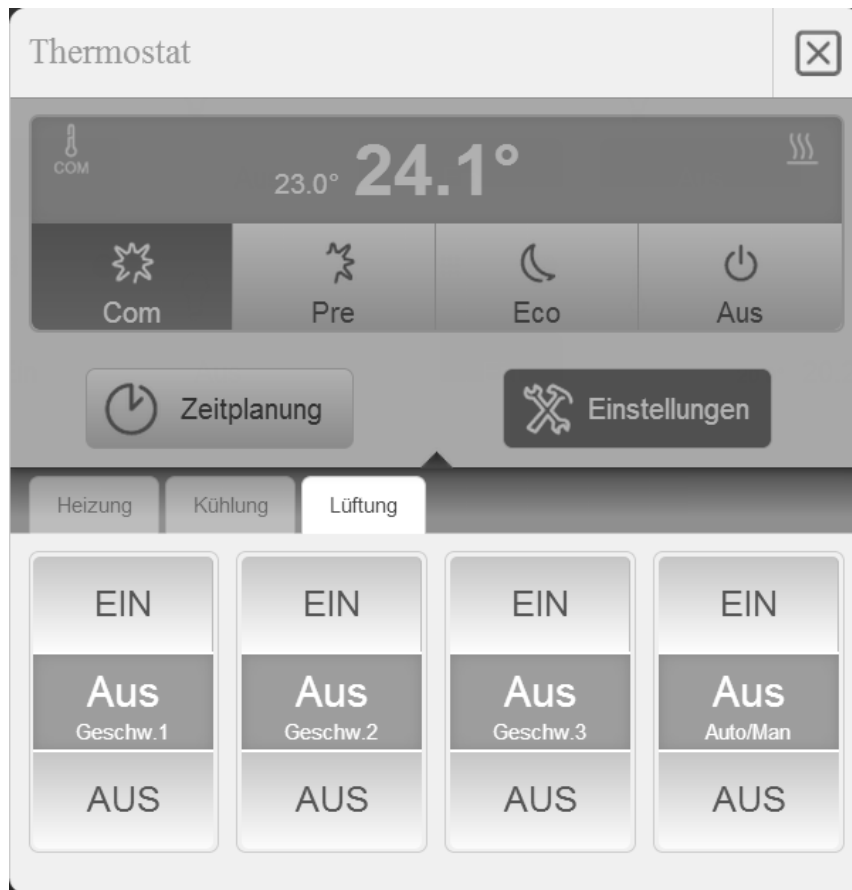 Thermostat
COM
23.0° 24.1°
Com Pre Eco Aus
Zeitplanung Einstellungen
Heizung Kühlung Lüftung
EIN EIN EIN EIN
Aus Aus Aus Aus
Geschw.1 Geschw.2 Geschw.3 Auto/Man
AUS AUS AUS AUS